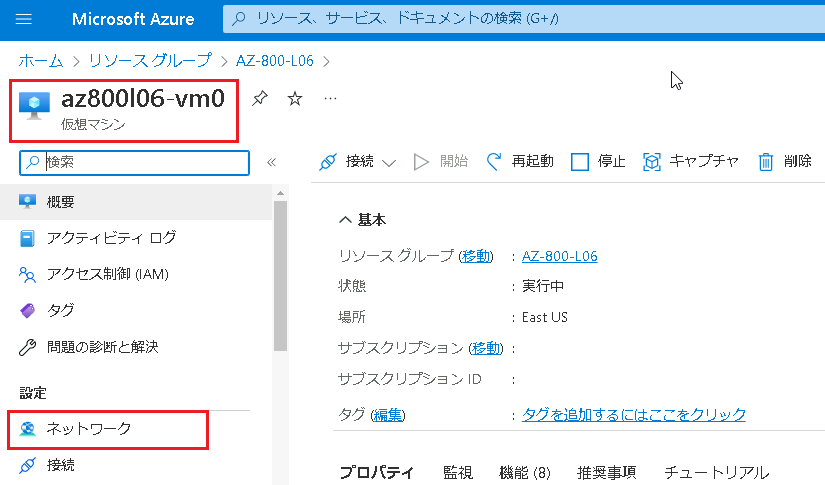 Microsoft Azure
リソース、サービス、ドキュメントの検索 (G+/)
ホーム > リソース グループ > AZ-800-L06 >
az800l06-vm0
仮想マシン
検索
接続 開始 再起動 停止 キャプチャ 削除
概要
アクティビティ ログ
アクセス制御 (IAM)
タグ
問題の診断と解決
設定
ネットワーク
接続
基本
リソース グループ (移動) : AZ-800-L06
状態 : 実行中
場所 : East US
サブスクリプション (移動) :
サブスクリプション ID :
タグ (編集) : タグを追加するにはここをクリック
プロパティ 監視 機能 (8) 推奨事項 チュートリアル